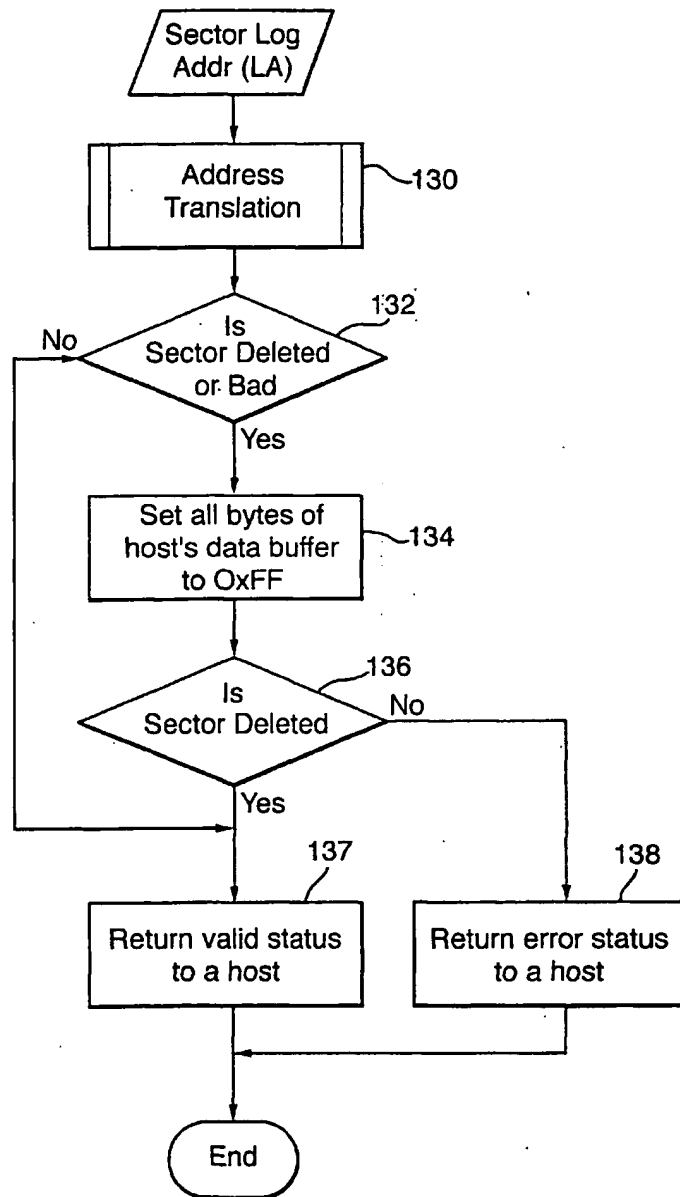 Sector Log
Addr (LA)
Address
Translation
130
132
No
Is
Sector Deleted
or Bad
Yes
Set all bytes of
host's data buffer
to OxFF
134
136
Is
Sector Deleted
No
Yes
137
138
Return valid status
to a host
Return error status
to a host
End